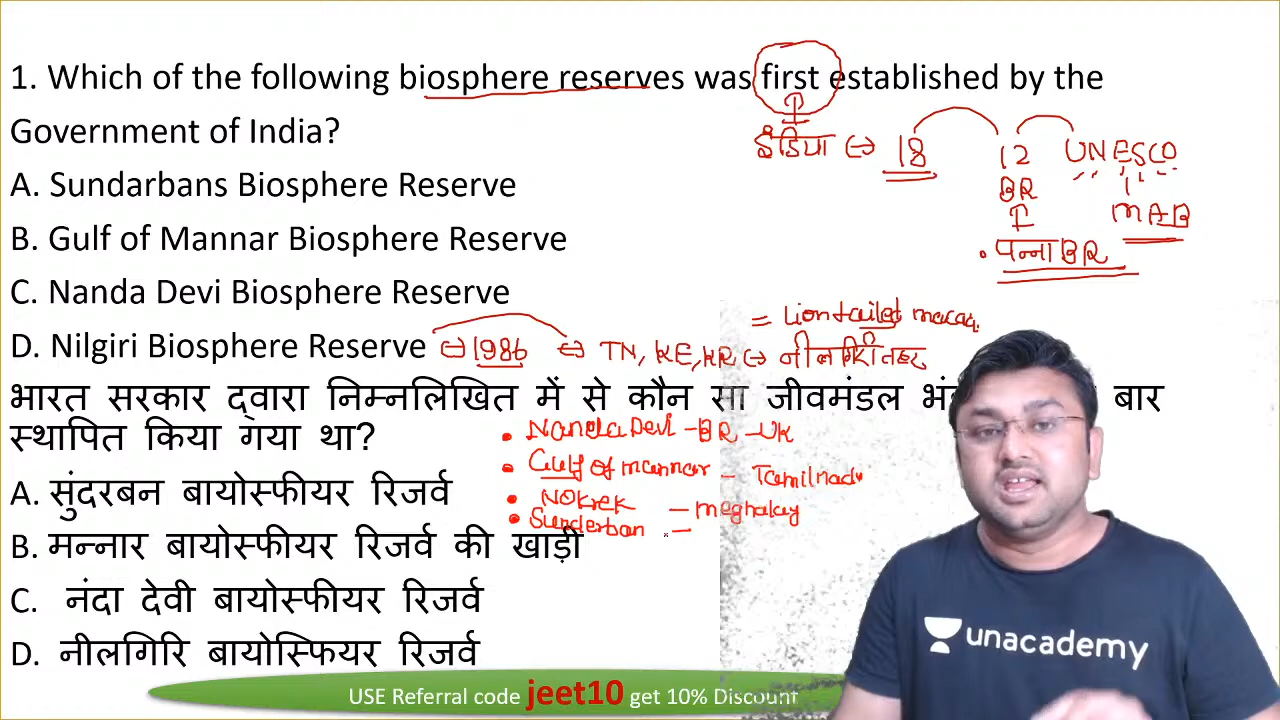 1. Which of the following biosphere reserves was first established by the
Government of India?
इंडिया ⇔ 18 12 UNESCO
BR
MAB
पन्ना BR
A. Sundarbans Biosphere Reserve
B. Gulf of Mannar Biosphere Reserve
C. Nanda Devi Biosphere Reserve
= Liontailed macaq
D. Nilgiri Biosphere Reserve ⇔ 1986 ⇔ TN, KE, KR ⇔ नीलगिरी तहर
भारत सरकार द्वारा निम्नलिखित में से कौन सा जीवमंडल बार
स्थापित किया गया था?
• Nanda Devi - BR - UK
• Gulf of mannar - Tamilnadu
• Nokrek - meghalay
• Sunderban -
A. सुंदरबन बायोस्फीयर रिजर्व
B. मन्नार बायोस्फीयर रिजर्व की खाड़ी
C. नंदा देवी बायोस्फीयर रिजर्व
D. नीलगिरि बायोस्फियर रिजर्व
unacademy
USE Referral code jeet10 get 10% Discount